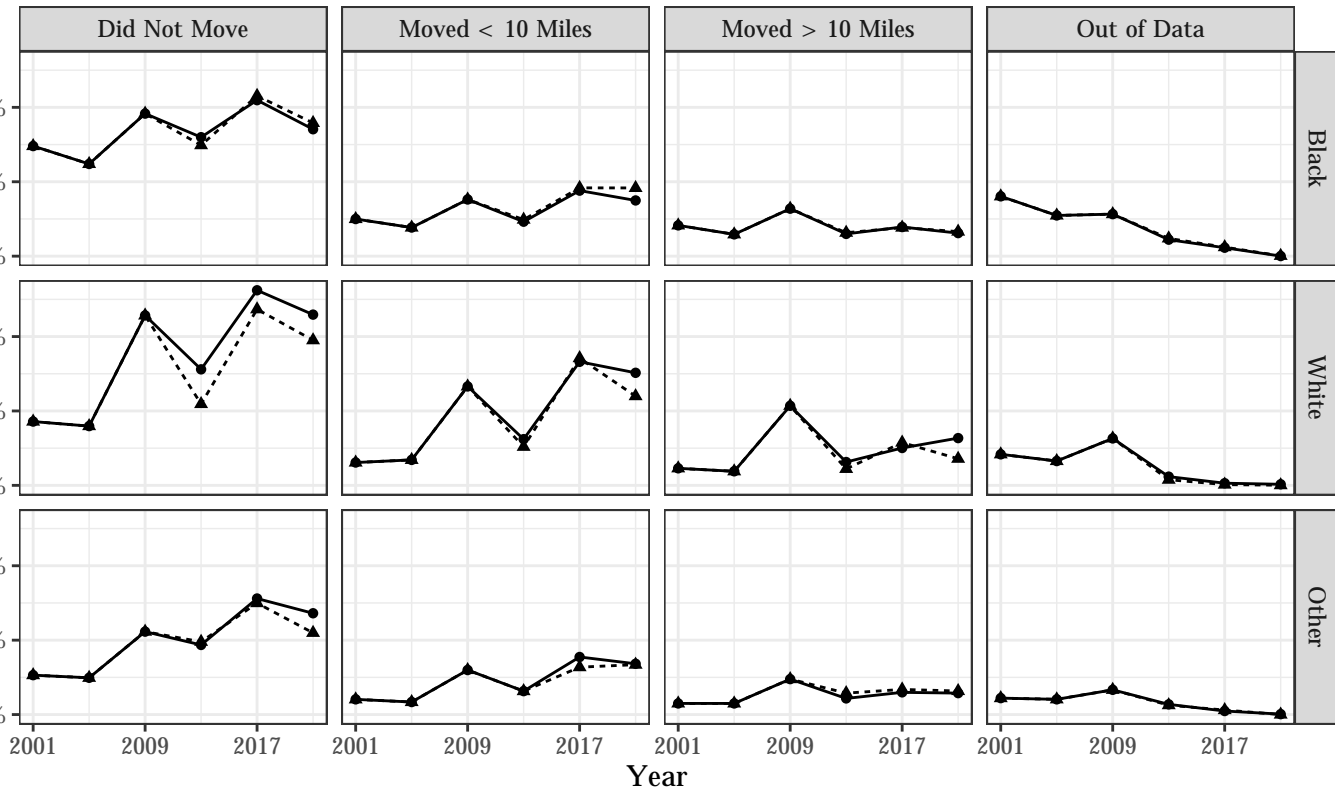 Did Not Move
Moved < 10 Miles
Moved > 10 Miles
Out of Data
%
%
%
Black
%
%
%
White
%
%
%
Other
2001 2009 2017 2001 2009 2017 2001 2009 2017 2001 2009 2017
Year